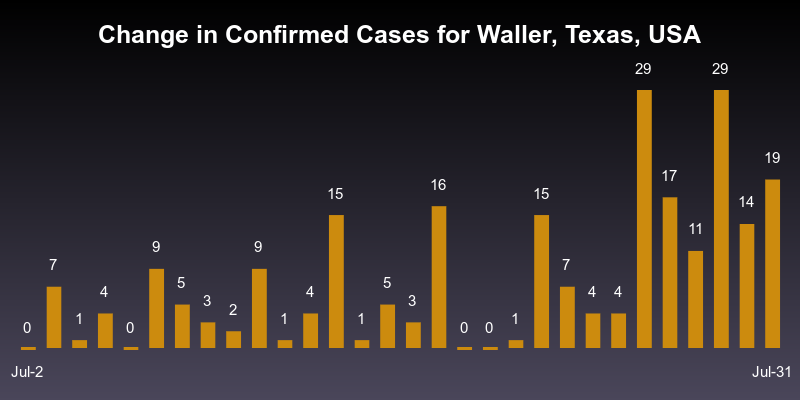 Change in Confirmed Cases for Waller, Texas, USA
0 7 1 4 0 9 5 3 2 9 1 4 15 1 5 3 16 0 0 1 15 7 4 4 29 17 11 29 14 19
Jul-2 Jul-31